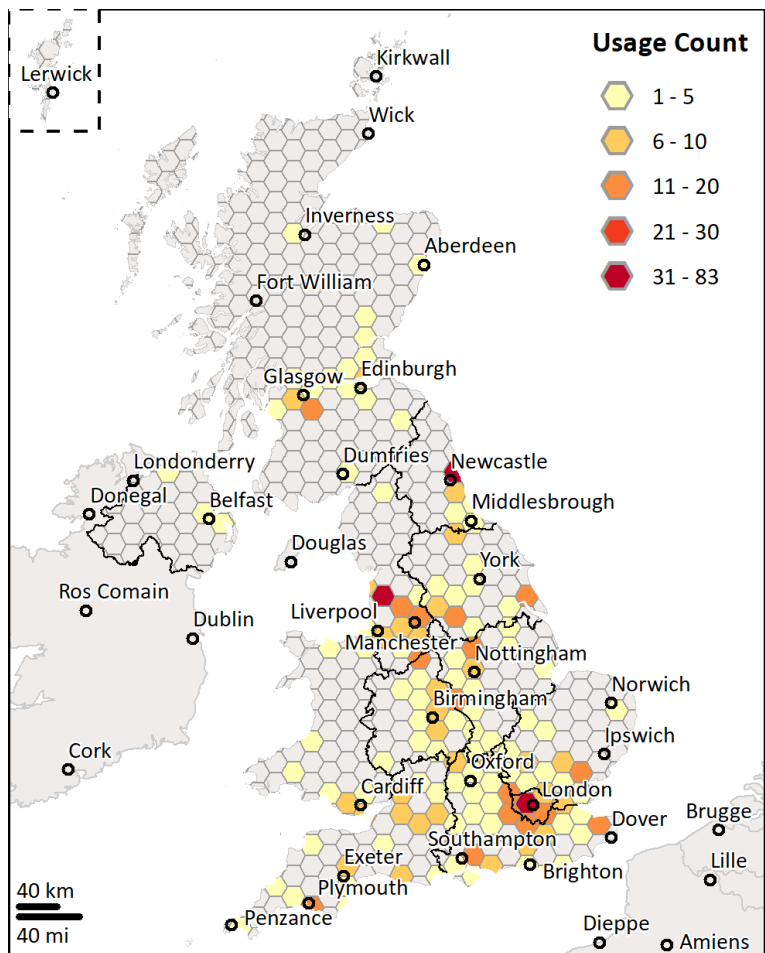 Lerwick
Kirkwall
Usage Count
1 - 5
Wick
6 - 10
11 - 20
Inverness
21 - 30
Aberdeen
31 - 83
Fort William
Edinburgh
Glasgow
Dumfries
Londonderry
Newcastle
Donegal
Belfast
Middlesbrough
Douglas
York
Ros Comain
Liverpool
Dublin
Manchester
Nottingham
Norwich
Birmingham
Ipswich
Cork
Oxford
Cardiff
London
Dover
Brugge
Southampton
Exeter
Brighton
Lille
Plymouth
40 km
Penzance
40 mi
Dieppe
Amiens